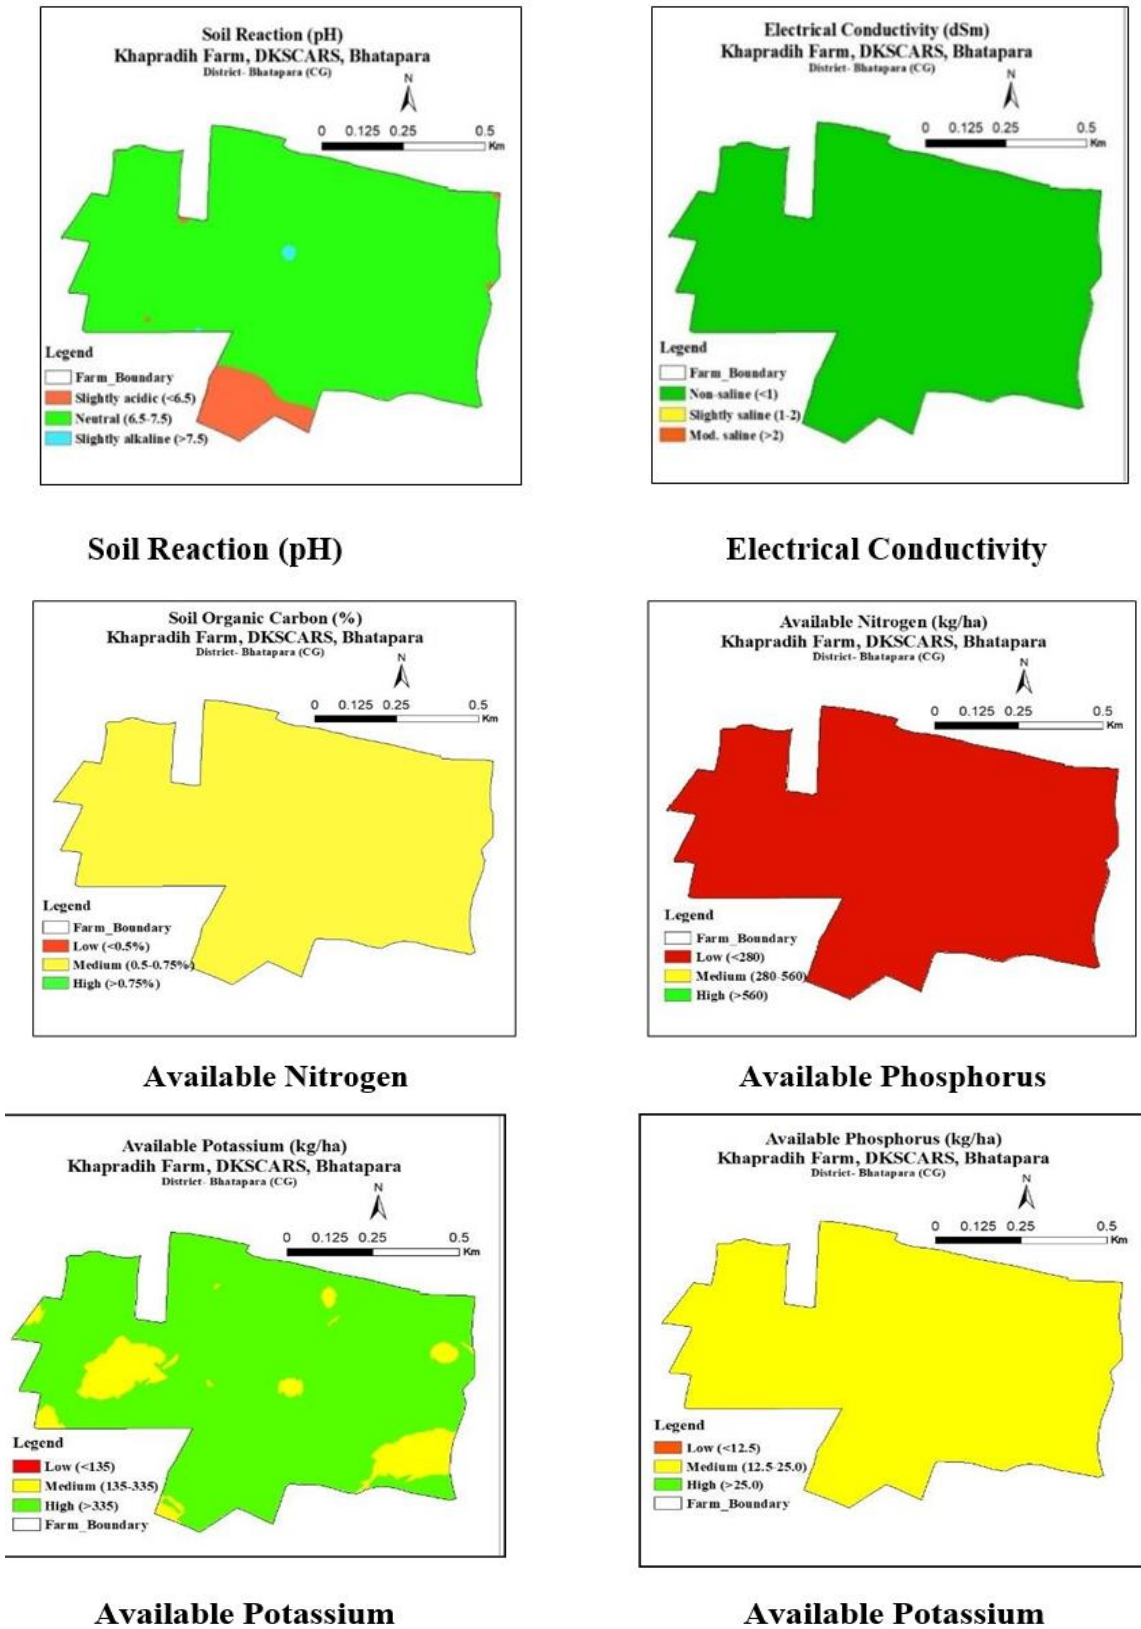 Soil Reaction (pH)
Khapradih Farm, DKSCARS, Bhatapara
District- Bhatapara (CG)
N
0 0.125 0.25 0.5
Km
Legend
Farm_Boundary
Slightly acidic (<6.5)
Neutral (6.5-7.5)
Slightly alkaline (>7.5)
Electrical Conductivity (dSm)
Khapradih Farm, DKSCARS, Bhatapara
District- Bhatapara (CG)
N
0 0.125 0.25 0.5
Km
Legend
Farm_Boundary
Non-saline (<1)
Slightly saline (1-2)
Mod. saline (>2)
Soil Reaction (pH)
Electrical Conductivity
Soil Organic Carbon (%)
Khapradih Farm, DKSCARS, Bhatapara
District- Bhatapara (CG)
N
0 0.125 0.25 0.5
Km
Legend
Farm_Boundary
Low (<0.5%)
Medium (0.5-0.75%)
High (>0.75%)
Available Nitrogen (kg/ha)
Khapradih Farm, DKSCARS, Bhatapara
District- Bhatapara (CG)
N
0 0.125 0.25 0.5
Km
Legend
Farm_Boundary
Low (<280)
Medium (280-560)
High (>560)
Available Nitrogen
Available Phosphorus
Available Potassium (kg/ha)
Khapradih Farm, DKSCARS, Bhatapara
District- Bhatapara (CG)
N
0 0.125 0.25 0.5
Km
Legend
Low (<135)
Medium (135-335)
High (>335)
Farm_Boundary
Available Phosphorus (kg/ha)
Khapradih Farm, DKSCARS, Bhatapara
District- Bhatapara (CG)
N
0 0.125 0.25 0.5
Km
Legend
Low (<12.5)
Medium (12.5-25.0)
High (>25.0)
Farm_Boundary
Available Potassium
Available Potassium